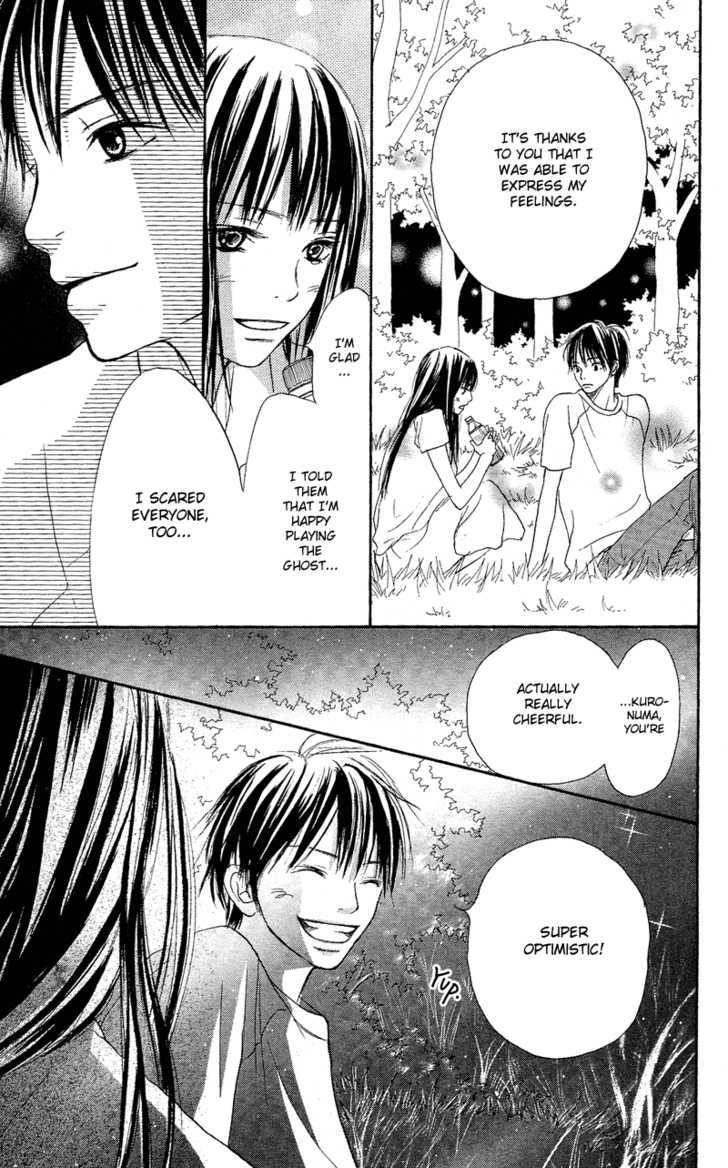 IT'S THANKS
TO YOU THAT I
WAS ABLE TO
EXPRESS MY
FEELINGS.
I'M
GLAD
...
I TOLD
THEM
THAT I'M
HAPPY
PLAYING
THE
GHOST...
I SCARED
EVERYONE,
TOO...
...KURO-
NUMA,
YOU'RE
ACTUALLY
REALLY
CHEERFUL.
SUPER
OPTIMISTIC!
YUP.